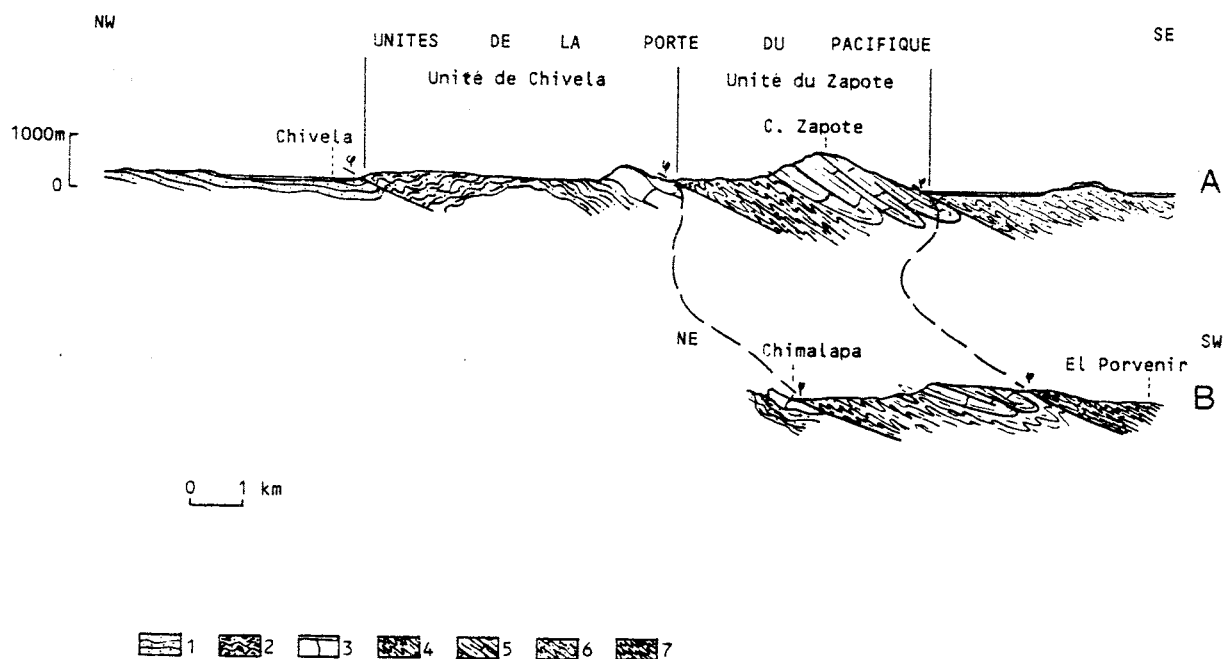 NW
SE
UNITES DE LA PORTE DU PACIFIQUE
Unité de Chivela
Unité du Zapote
1000m
Chivela
C. Zapote
0
A
φ
φ
φ
NE
SW
Chimalapa
El Porvenir
φ
φ
B
0 1 km
1 2 3 4 5 6 7